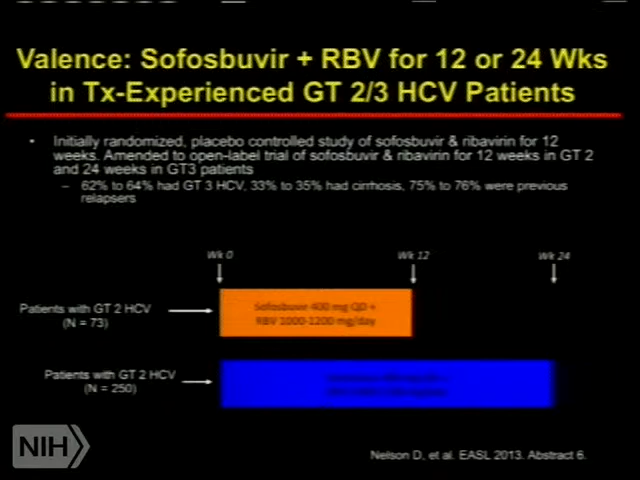 Valence: Sofosbuvir + RBV for 12 or 24 Wks
in Tx-Experienced GT 2/3 HCV Patients
• Initially randomized, placebo controlled study of sofosbuvir & ribavirin for 12
weeks. Amended to open-label trial of sofosbuvir & ribavirin for 12 weeks in GT 2
and 24 weeks in GT3 patients
– 62% to 64% had GT 3 HCV, 33% to 35% had cirrhosis, 75% to 76% were previous
relapsers
Wk 0 Wk 12 Wk 24
Patients with GT 2 HCV
(N = 73)
Sofosbuvir 400 mg QD +
RBV 1000-1200 mg/day
Patients with GT 2 HCV
(N = 250)
NIH
Nelson D, et al. EASL 2013. Abstract 6.